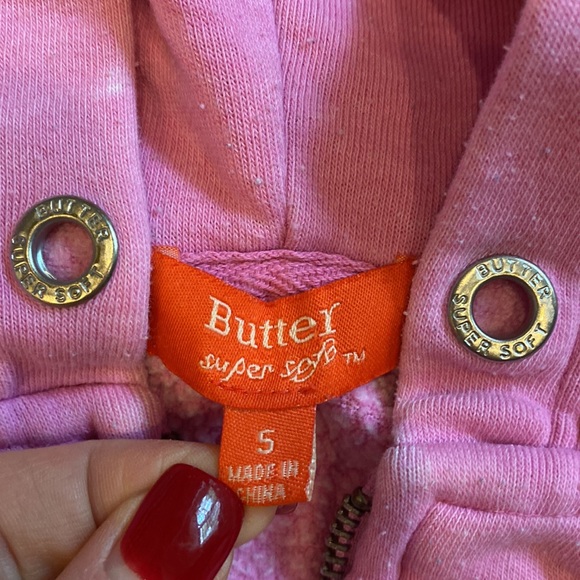 BUTTER
SUPER SOFT
Butter
super soft™
5
MADE IN
CHINA
BUTTER
SUPER SOFT